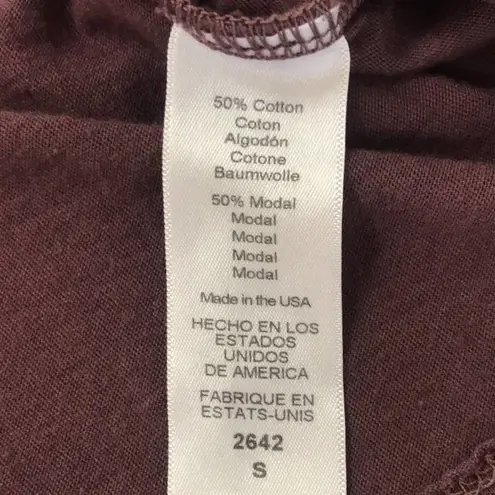 50% Cotton
Coton
Algodón
Cotone
Baumwolle
50% Modal
Modal
Modal
Modal
Modal
Made in the USA
HECHO EN LOS
ESTADOS
UNIDOS
DE AMERICA
FABRIQUE EN
ESTATS-UNIS
2642
S